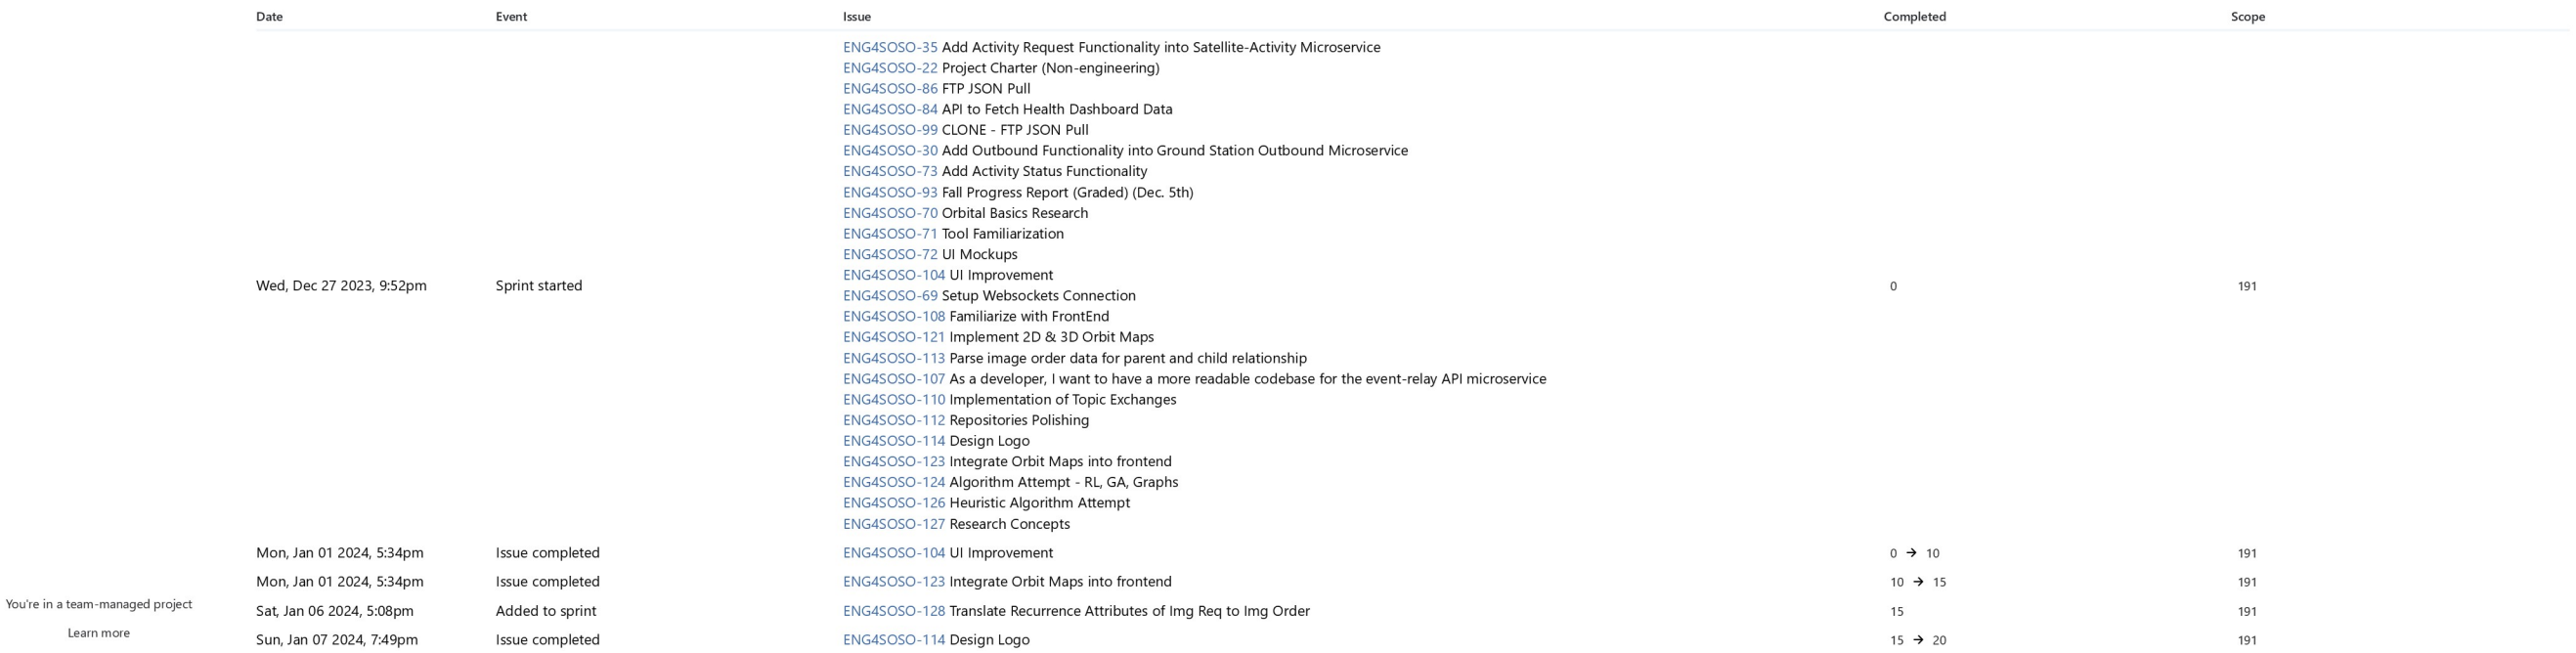 Date Event Issue Completed Scope
ENG4SOSO-35 Add Activity Request Functionality into Satellite-Activity Microservice
ENG4SOSO-22 Project Charter (Non-engineering)
ENG4SOSO-86 FTP JSON Pull
ENG4SOSO-84 API to Fetch Health Dashboard Data
ENG4SOSO-99 CLONE - FTP JSON Pull
ENG4SOSO-30 Add Outbound Functionality into Ground Station Outbound Microservice
ENG4SOSO-73 Add Activity Status Functionality
ENG4SOSO-93 Fall Progress Report (Graded) (Dec. 5th)
ENG4SOSO-70 Orbital Basics Research
ENG4SOSO-71 Tool Familiarization
ENG4SOSO-72 UI Mockups
ENG4SOSO-104 UI Improvement
Wed, Dec 27 2023, 9:52pm Sprint started 0 191
ENG4SOSO-69 Setup Websockets Connection
ENG4SOSO-108 Familiarize with FrontEnd
ENG4SOSO-121 Implement 2D & 3D Orbit Maps
ENG4SOSO-113 Parse image order data for parent and child relationship
ENG4SOSO-107 As a developer, I want to have a more readable codebase for the event-relay API microservice
ENG4SOSO-110 Implementation of Topic Exchanges
ENG4SOSO-112 Repositories Polishing
ENG4SOSO-114 Design Logo
ENG4SOSO-123 Integrate Orbit Maps into frontend
ENG4SOSO-124 Algorithm Attempt - RL, GA, Graphs
ENG4SOSO-126 Heuristic Algorithm Attempt
ENG4SOSO-127 Research Concepts
Mon, Jan 01 2024, 5:34pm Issue completed ENG4SOSO-104 UI Improvement 0 → 10 191
Mon, Jan 01 2024, 5:34pm Issue completed ENG4SOSO-123 Integrate Orbit Maps into frontend 10 → 15 191
You're in a team-managed project
Sat, Jan 06 2024, 5:08pm Added to sprint ENG4SOSO-128 Translate Recurrence Attributes of Img Req to Img Order 15 191
Learn more
Sun, Jan 07 2024, 7:49pm Issue completed ENG4SOSO-114 Design Logo 15 → 20 191